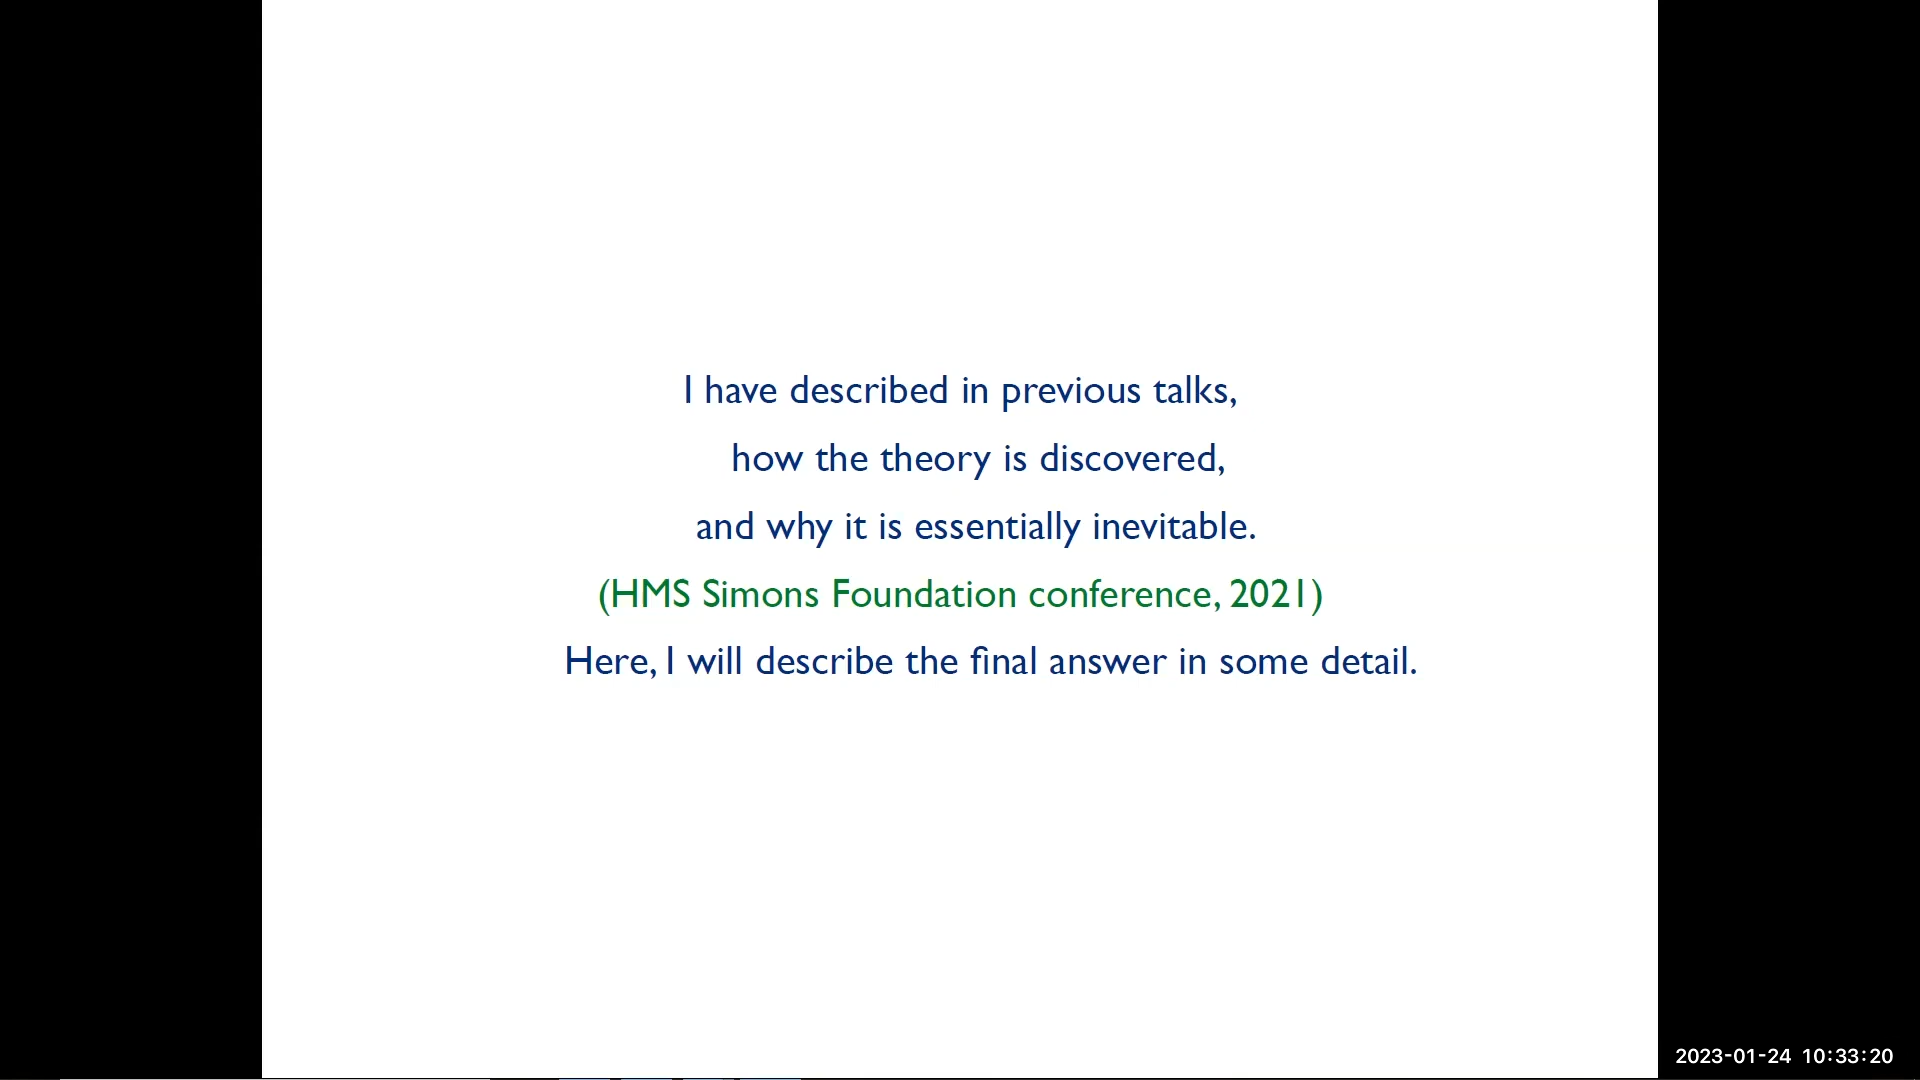 I have described in previous talks,
how the theory is discovered,
and why it is essentially inevitable.
(HMS Simons Foundation conference, 2021)
Here, I will describe the final answer in some detail.
2023-01-24 10:33:20